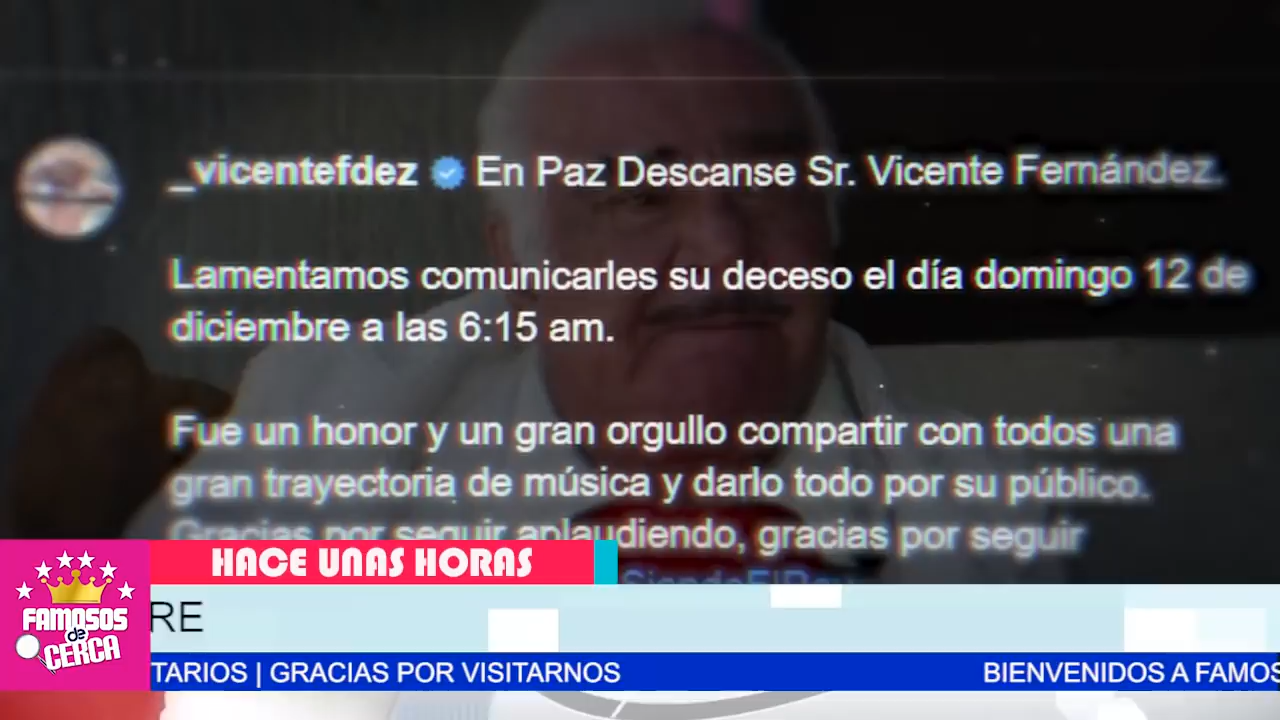 _vicentefdez En Paz Descanse Sr. Vicente Fernández.
Lamentamos comunicarles su deceso el día domingo 12 de
diciembre a las 6:15 am.
Fue un honor y un gran orgullo compartir con todos una
gran trayectoria de música y darlo todo por su público.
Gracias por seguir aplaudiendo, gracias por seguir
#SiendoElRey
HACE UNAS HORAS
FAMOSOS
de
CERCA
RE
TARIOS | GRACIAS POR VISITARNOS
BIENVENIDOS A FAMOS